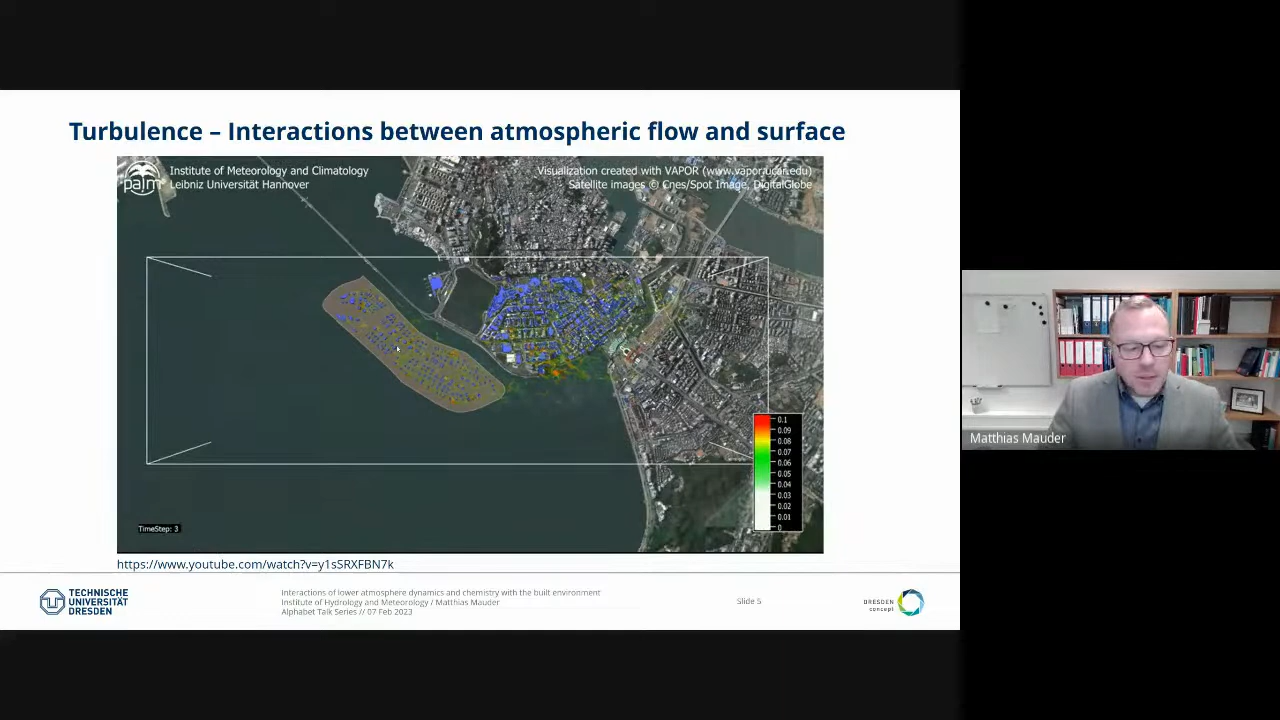 Turbulence – Interactions between atmospheric flow and surface
palm
Institute of Meteorology and Climatology
Leibniz Universität Hannover
Visualization created with VAPOR (www.vapor.ucar.edu)
Satellite images © Cnes/Spot Image, DigitalGlobe
0.1
0.09
0.08
0.07
0.06
0.05
0.04
0.03
0.02
0.01
0
TimeStep: 3
https://www.youtube.com/watch?v=y1sSRXFBN7k
TECHNISCHE
UNIVERSITÄT
DRESDEN
Interactions of lower atmosphere dynamics and chemistry with the built environment
Institute of Hydrology and Meteorology / Matthias Mauder
Alphabet Talk Series // 07 Feb 2023
Slide 5
DRESDEN
concept
Matthias Mauder